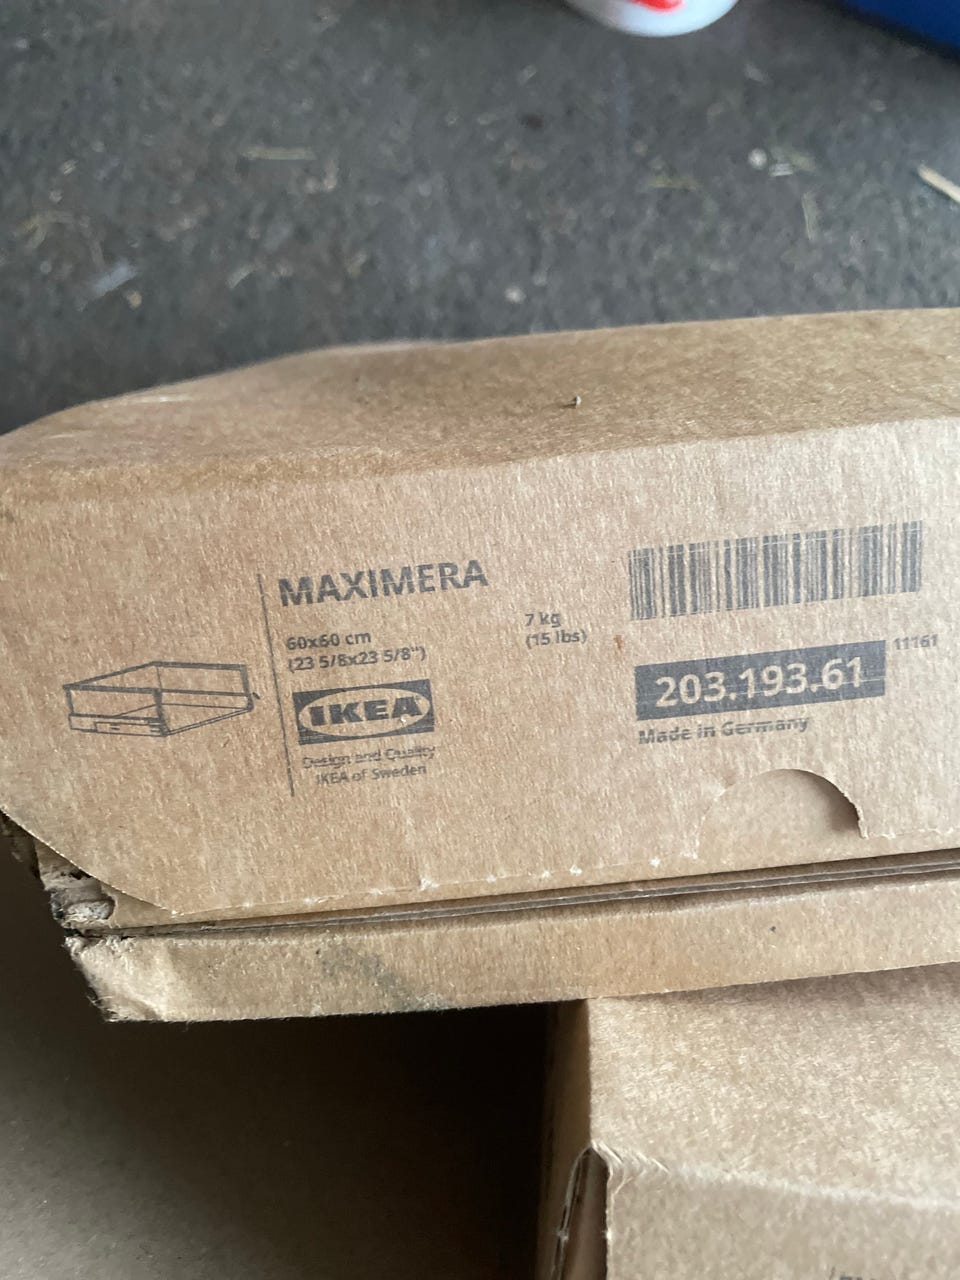 MAXIMERA
60x60 cm
(23 5/8x23 5/8")
7 kg
(15 lbs)
IKEA
Design and Quality
IKEA of Sweden
11161
203.193.61
Made in Germany